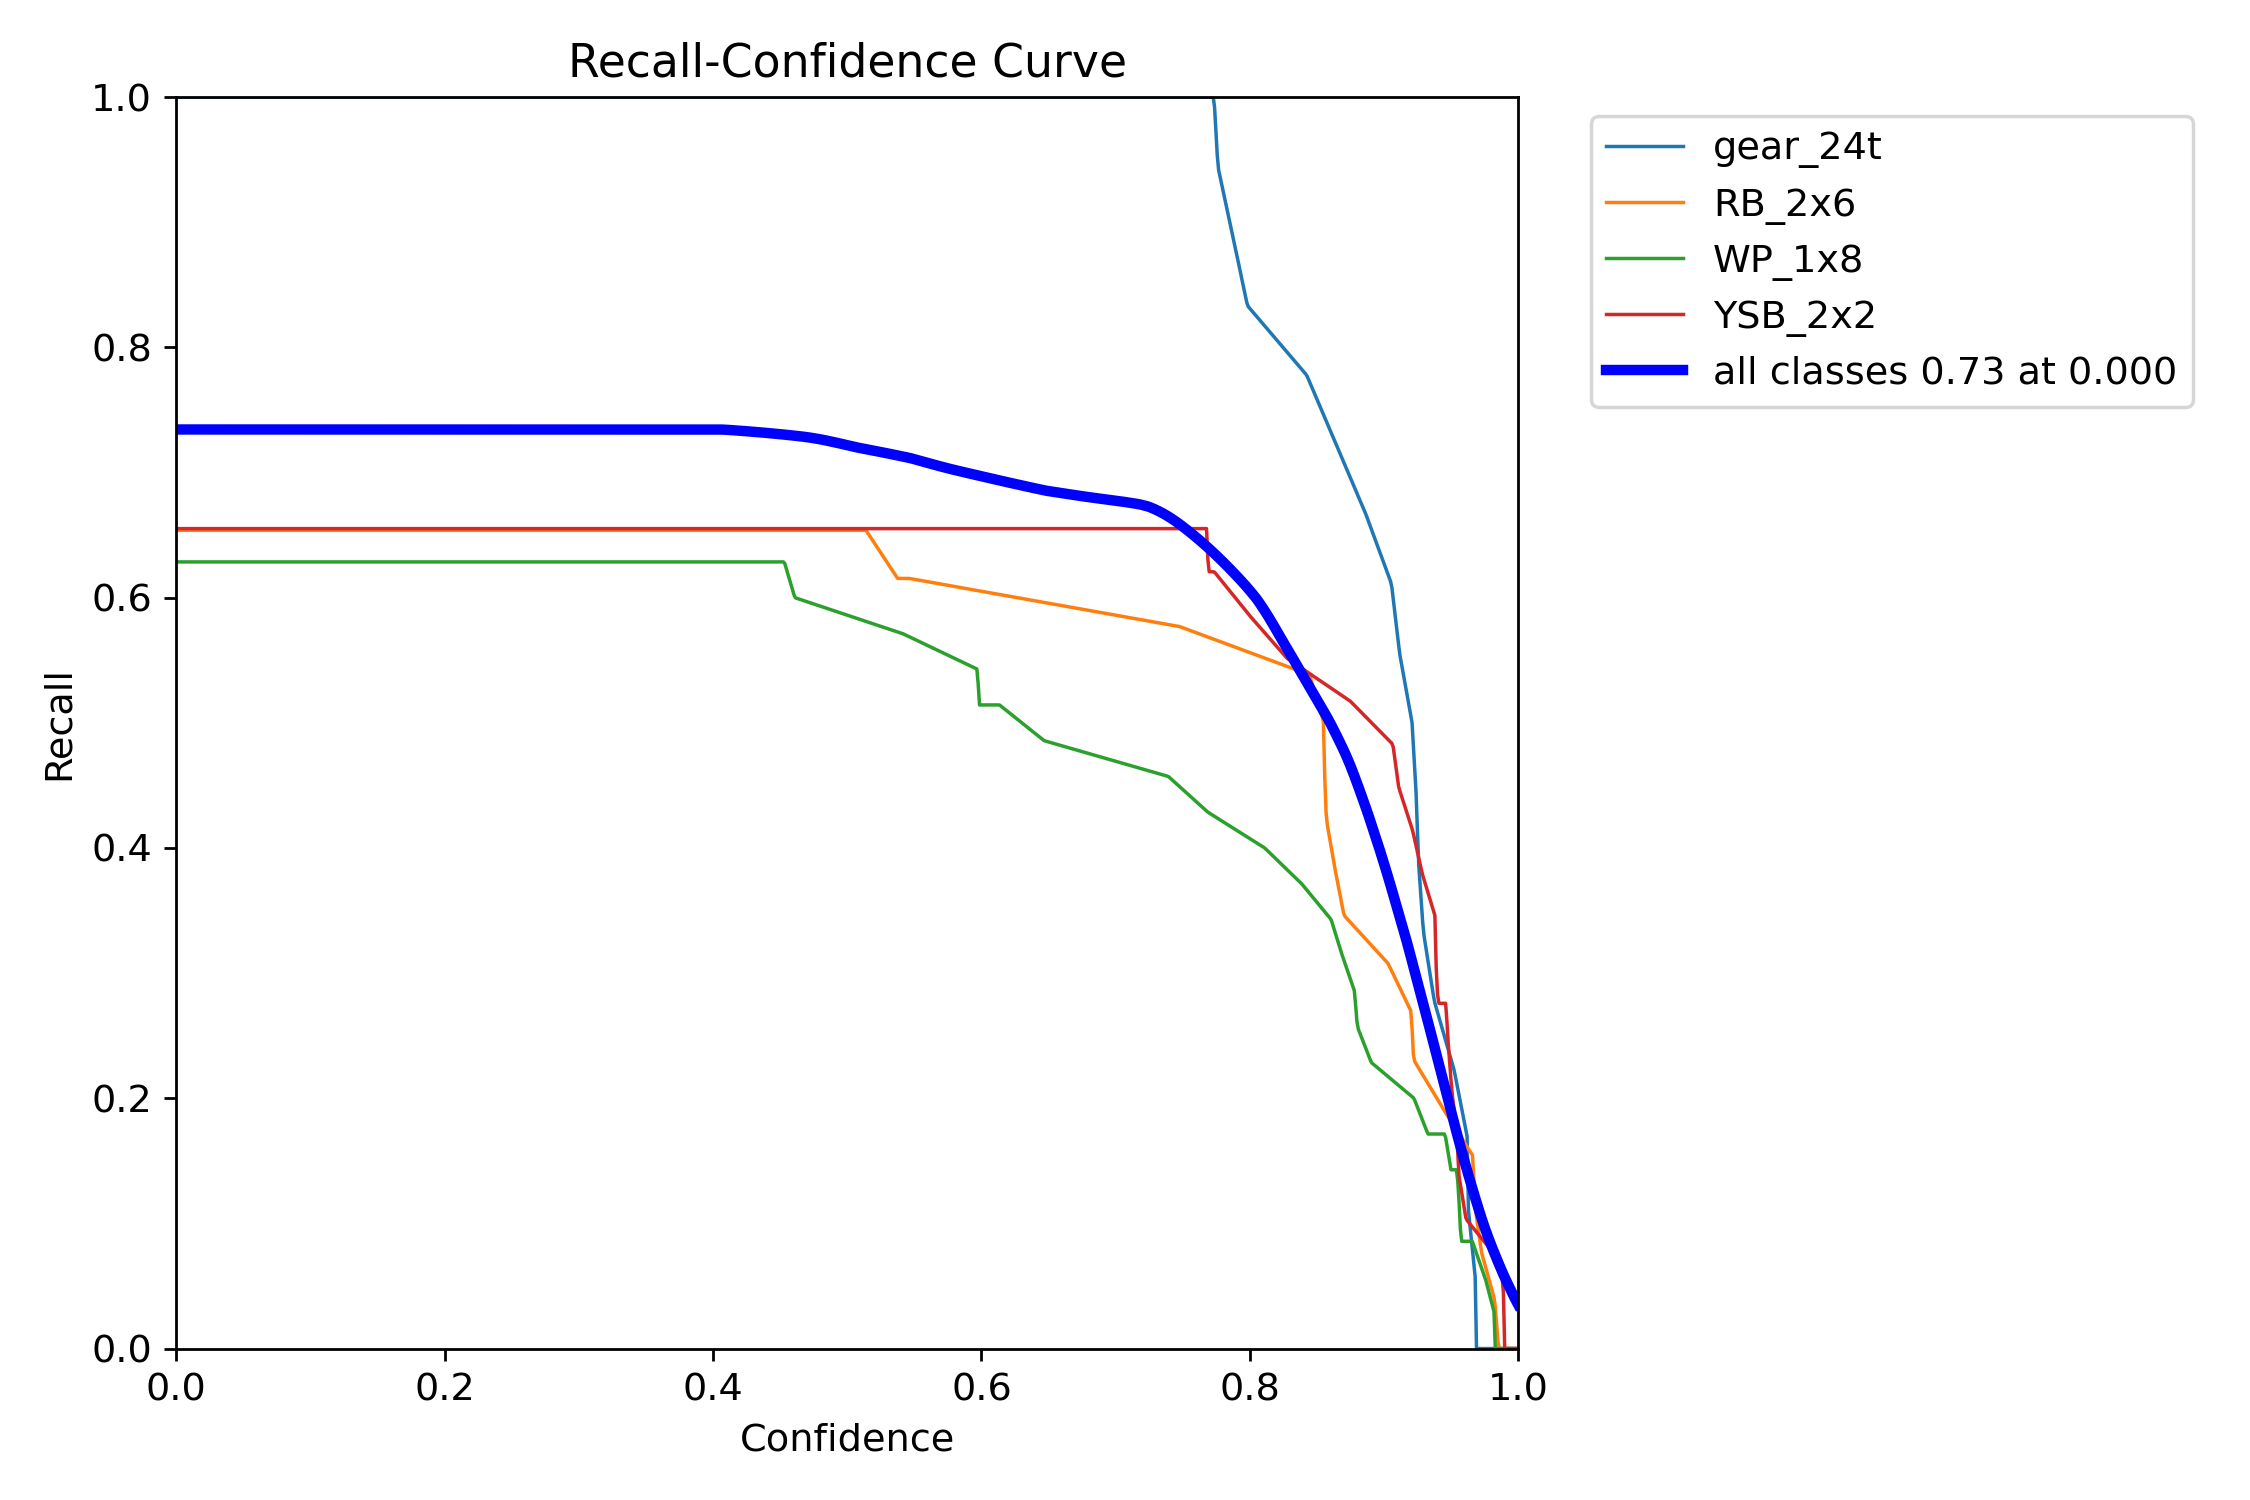 Recall-Confidence Curve
1.0
0.8
0.6
0.4
0.2
0.0
Recall
0.0 0.2 0.4 0.6 0.8 1.0
Confidence
gear_24t
RB_2x6
WP_1x8
YSB_2x2
all classes 0.73 at 0.000